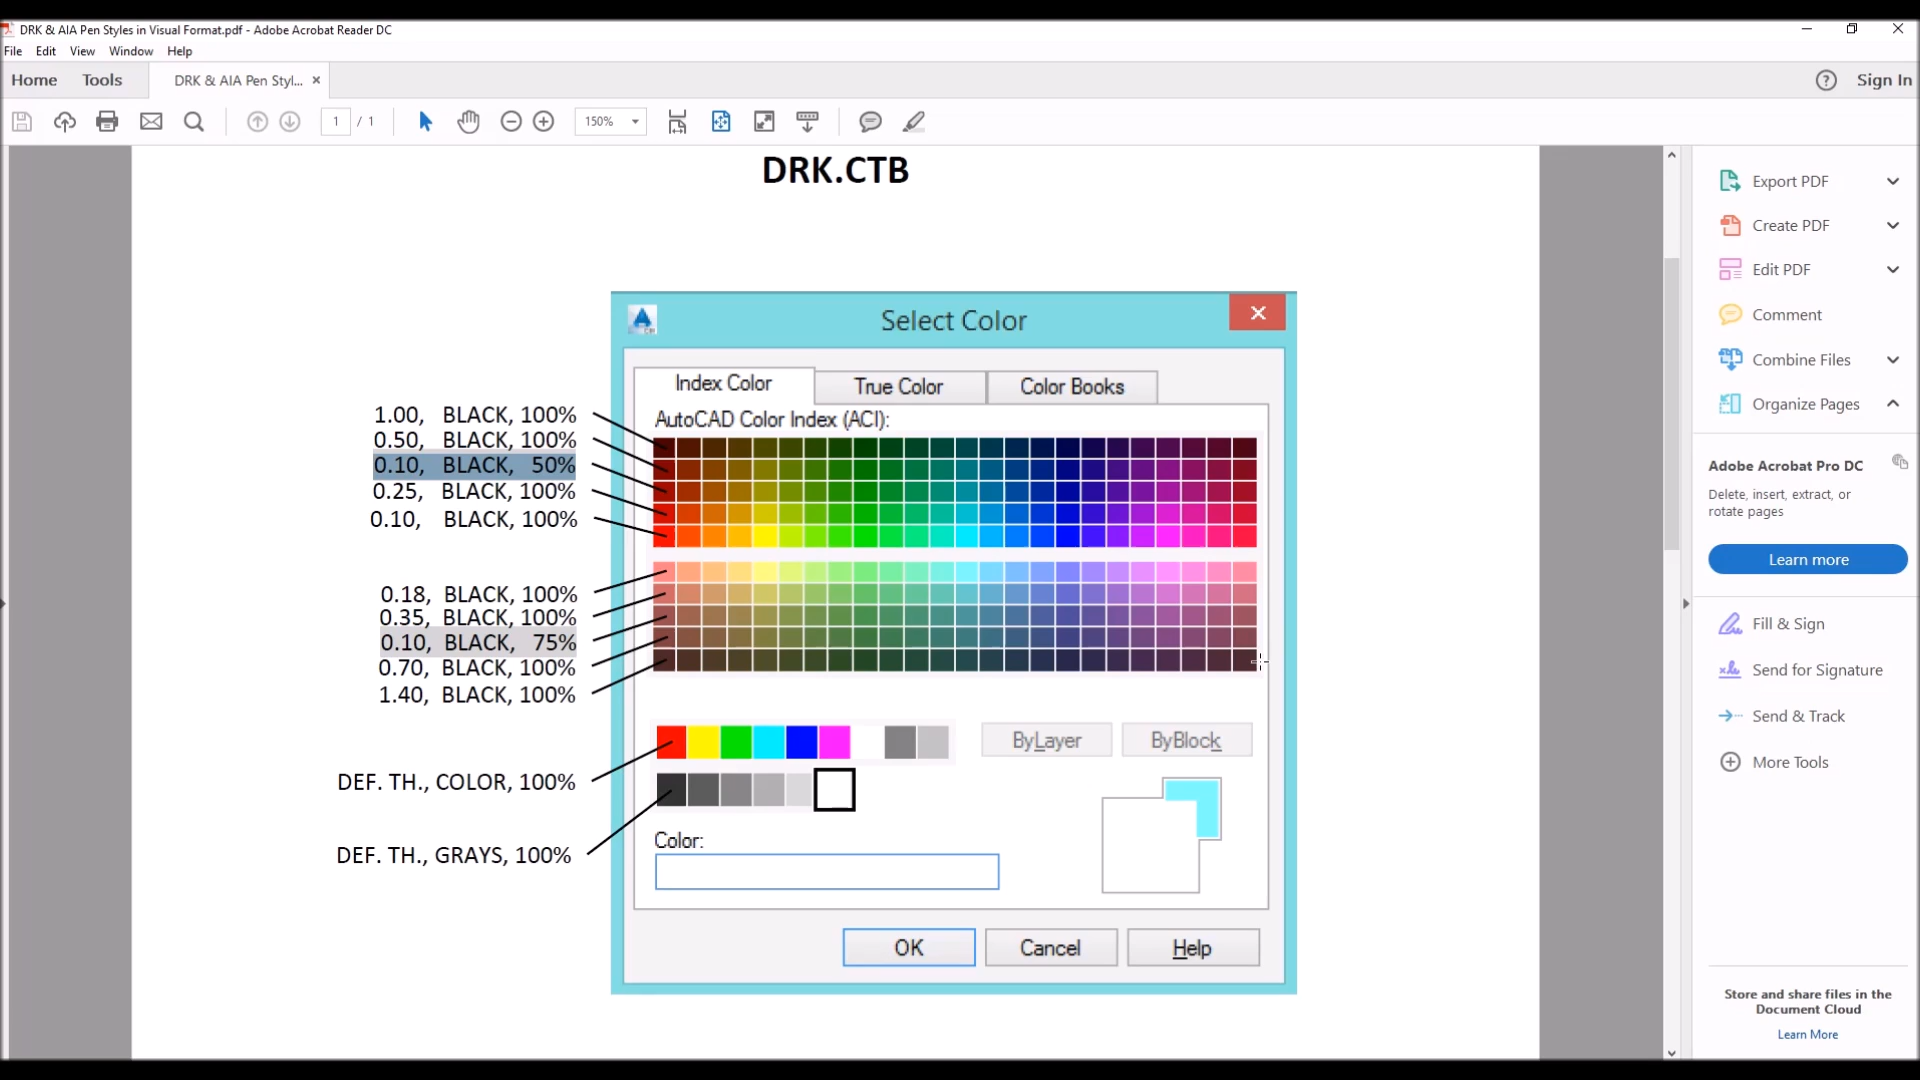 DRK & AIA Pen Styles in Visual Format.pdf - Adobe Acrobat Reader DC
File Edit View Window Help
Home Tools DRK & AIA Pen Styl... × Sign In
1 / 1 150%
DRK.CTB
Select Color
Index Color True Color Color Books
AutoCAD Color Index (ACI):
1.00, BLACK, 100%
0.50, BLACK, 100%
0.10, BLACK, 50%
0.25, BLACK, 100%
0.10, BLACK, 100%
0.18, BLACK, 100%
0.35, BLACK, 100%
0.10, BLACK, 75%
0.70, BLACK, 100%
1.40, BLACK, 100%
DEF. TH., COLOR, 100%
DEF. TH., GRAYS, 100%
ByLayer ByBlock
Color:
OK Cancel Help
Export PDF
Create PDF
Edit PDF
Comment
Combine Files
Organize Pages
Adobe Acrobat Pro DC
Delete, insert, extract, or
rotate pages
Learn more
Fill & Sign
Send for Signature
Send & Track
More Tools
Store and share files in the
Document Cloud
Learn More